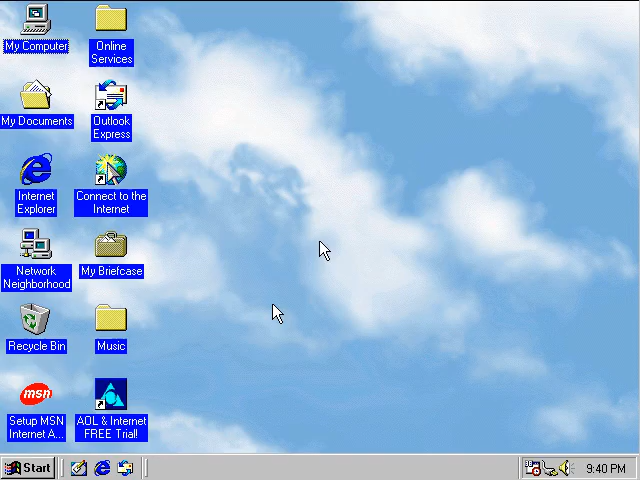 My Computer
Online
Services
My Documents
Outlook
Express
Internet
Explorer
Connect to the
Internet
Network
Neighborhood
My Briefcase
Recycle Bin
Music
msn
Setup MSN
Internet A...
AOL & Internet
FREE Trial!
Start
9:40 PM